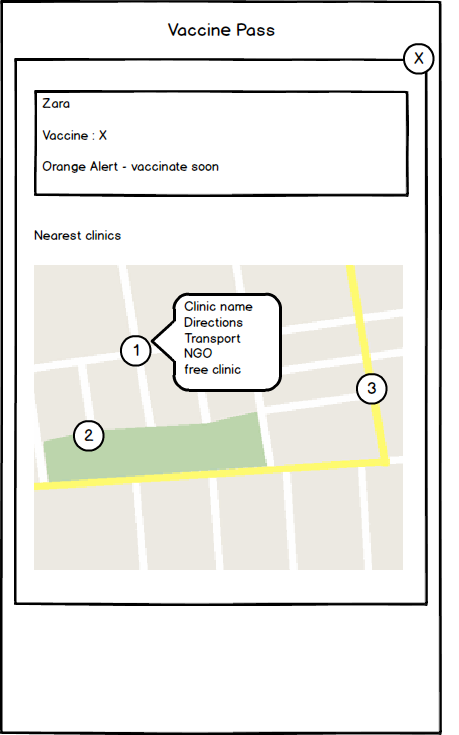 Vaccine Pass
X
Zara
Vaccine : X
Orange Alert - vaccinate soon
Nearest clinics
Clinic name
Directions
Transport
NGO
free clinic
1
3
2